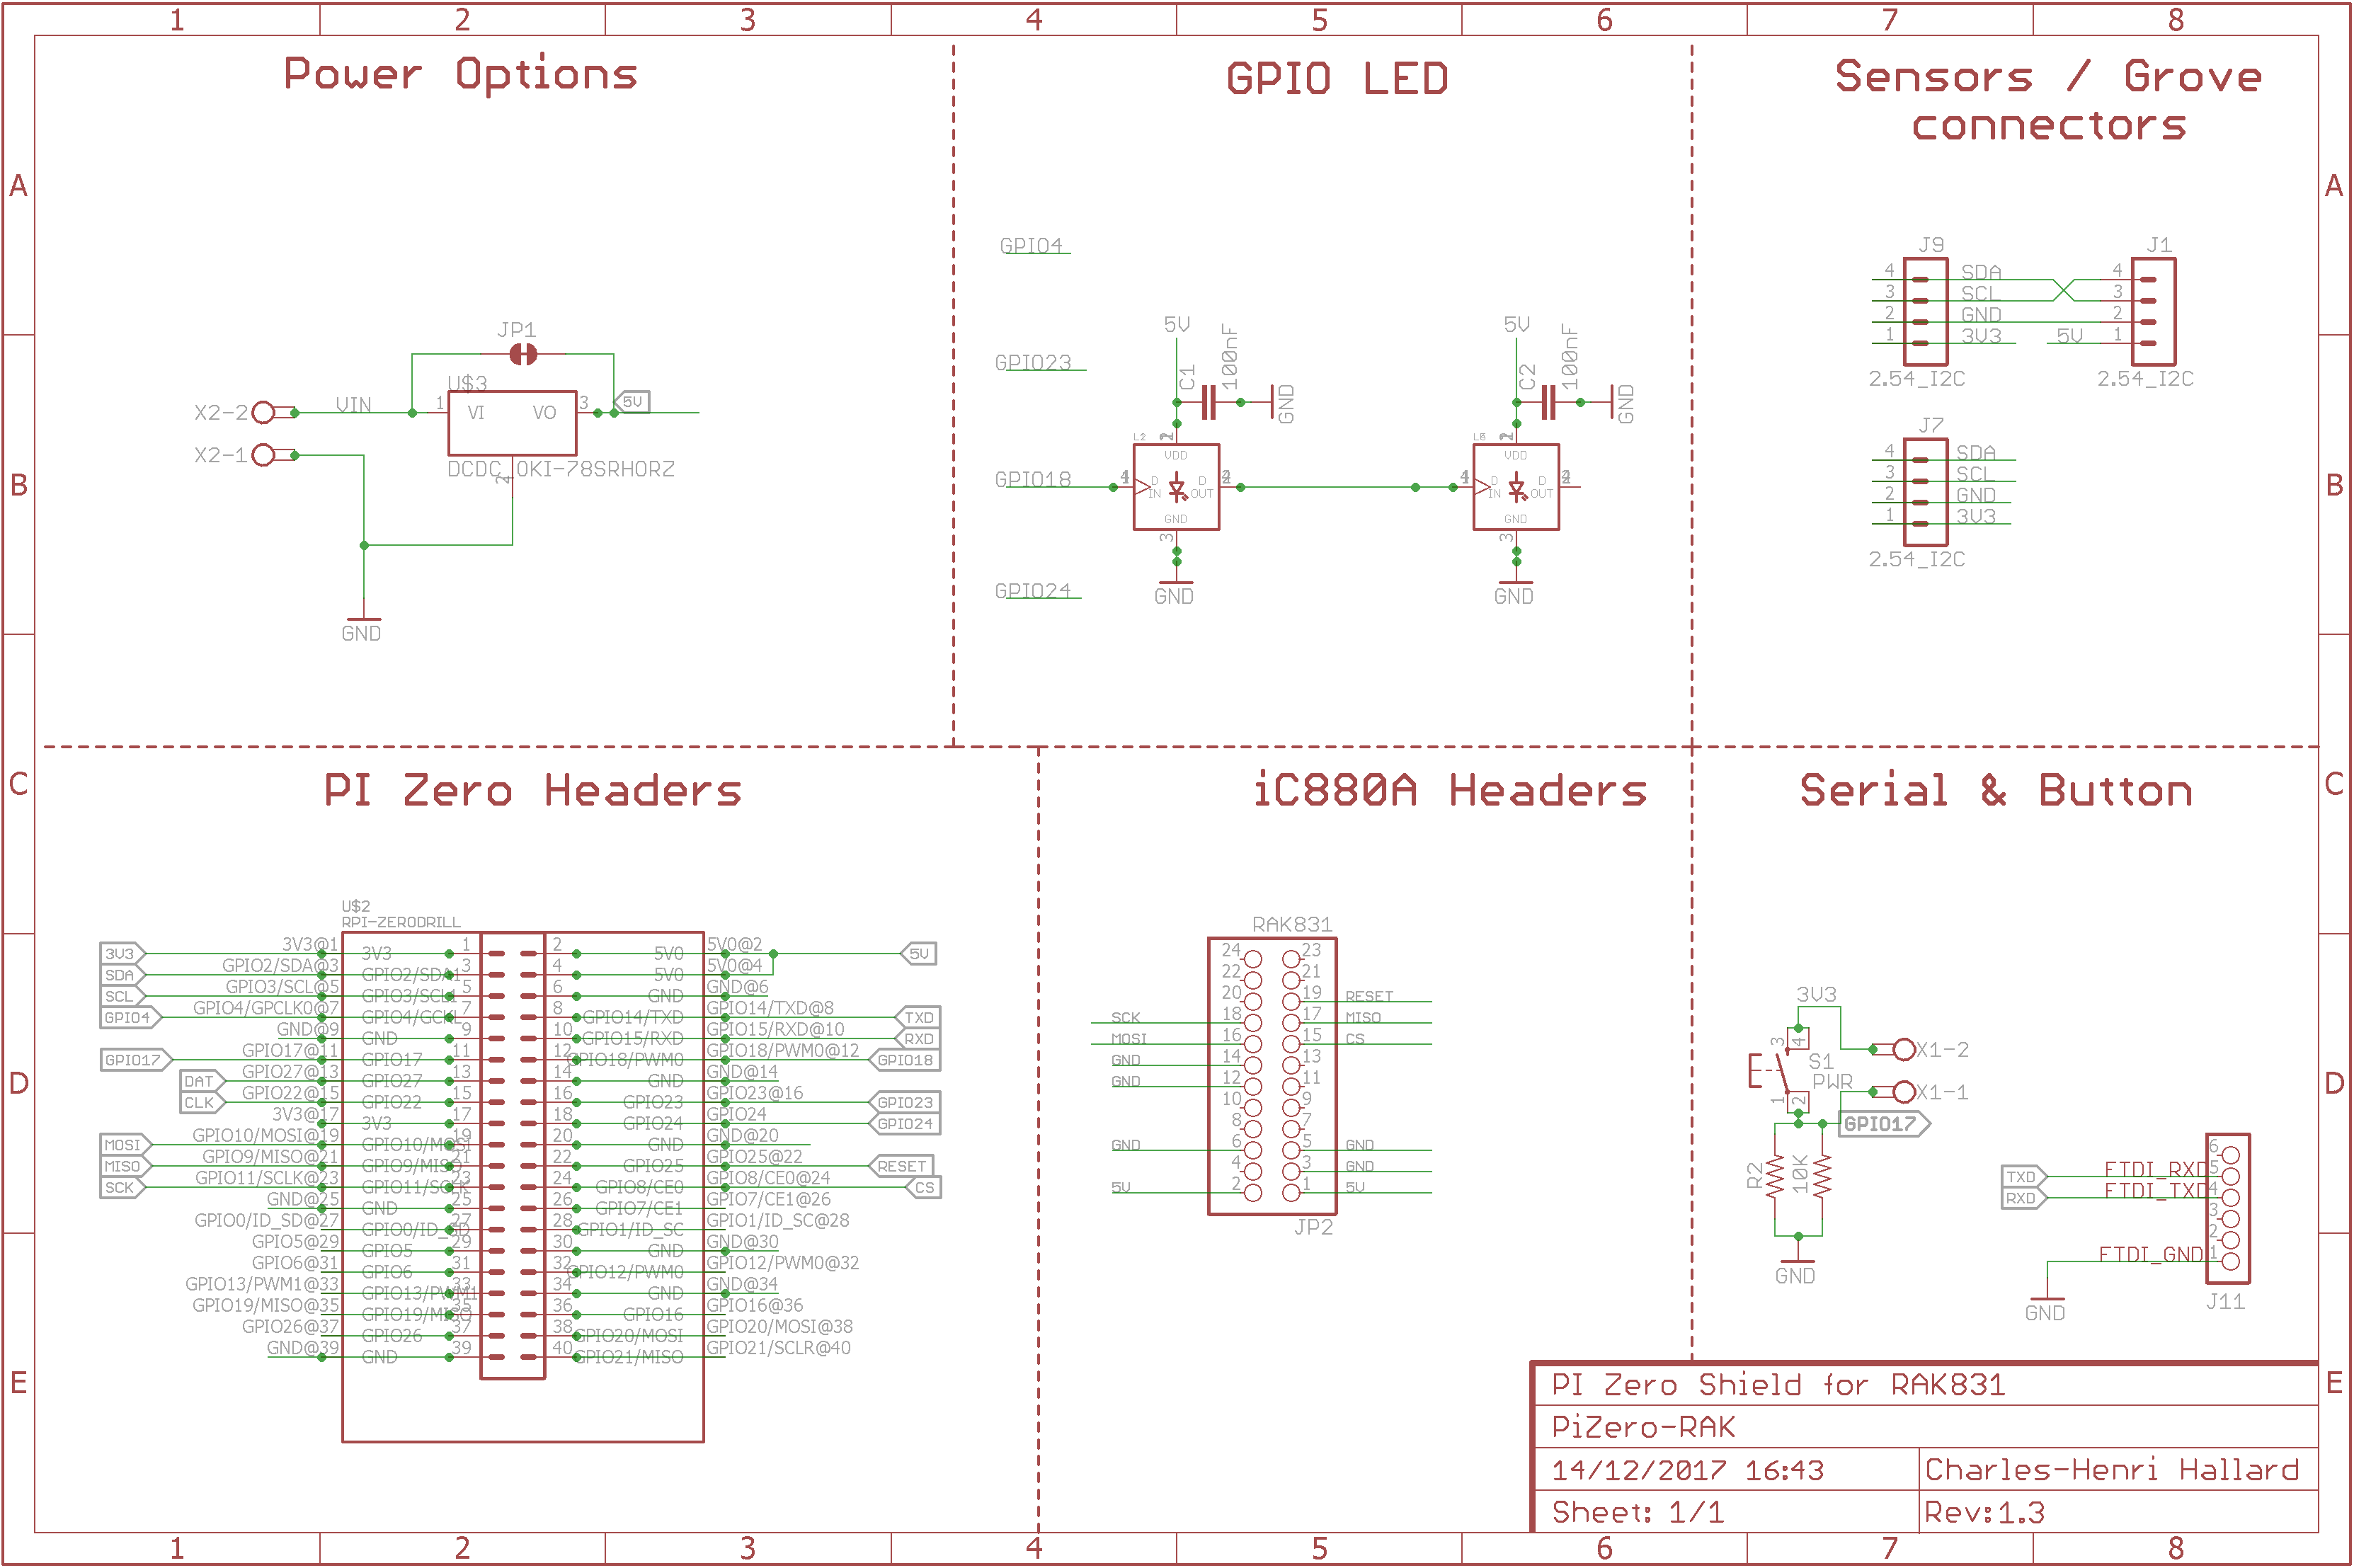 1 2 3 4 5 6 7 8
A
B
C
D
E
Power Options
JP1
U$3
X2-2
VIN
1
VI
VO
3
5V
X2-1
DCDC_OKI-78SRHORZ
2
GND
GPIO LED
GPIO4
GPIO23
GPIO18
GPIO24
5V
C1
100nF
GND
VDD
D
IN
D
OUT
GND
3
GND
5V
C2
100nF
GND
VDD
D
IN
D
OUT
GND
3
GND
Sensors / Grove
connectors
J9
4 SDA
3 SCL
2 GND
1 3V3
2.54_I2C
J1
4
3
2
5V 1
2.54_I2C
J7
4 SDA
3 SCL
2 GND
1 3V3
2.54_I2C
PI Zero Headers
U$2
RPI-ZERODRILL
3V3 3V3@1 3V3 1 2 5V0 5V0@2 5V
SDA GPIO2/SDA@3 GPIO2/SDA1 3 4 5V0 5V0@4
SCL GPIO3/SCL@5 GPIO3/SCL1 5 6 GND GND@6
GPIO4 GPIO4/GPCLK0@7 GPIO4/GCKL 7 8 GPIO14/TXD GPIO14/TXD@8 TXD
GND@9 GND 9 10 GPIO15/RXD GPIO15/RXD@10 RXD
GPIO17 GPIO17@11 GPIO17 11 12 GPIO18/PWM0 GPIO18/PWM0@12 GPIO18
DAT GPIO27@13 GPIO27 13 14 GND GND@14
CLK GPIO22@15 GPIO22 15 16 GPIO23 GPIO23@16 GPIO23
3V3@17 3V3 17 18 GPIO24 GPIO24 GPIO24
MOSI GPIO10/MOSI@19 GPIO10/MOSI 19 20 GND GND@20
MISO GPIO9/MISO@21 GPIO9/MISO 21 22 GPIO25 GPIO25@22 RESET
SCK GPIO11/SCLK@23 GPIO11/SCLK 23 24 GPIO8/CE0 GPIO8/CE0@24 CS
GND@25 GND 25 26 GPIO7/CE1 GPIO7/CE1@26
GPIO0/ID_SD@27 GPIO0/ID_SD 27 28 GPIO1/ID_SC GPIO1/ID_SC@28
GPIO5@29 GPIO5 29 30 GND GND@30
GPIO6@31 GPIO6 31 32 GPIO12/PWM0 GPIO12/PWM0@32
GPIO13/PWM1@33 GPIO13/PWM1 33 34 GND GND@34
GPIO19/MISO@35 GPIO19/MISO 35 36 GPIO16 GPIO16@36
GPIO26@37 GPIO26 37 38 GPIO20/MOSI GPIO20/MOSI@38
GND@39 GND 39 40 GPIO21/MISO GPIO21/SCLR@40
iC880A Headers
RAK831
24 23
22 21
20 19 RESET
SCK 18 17 MISO
MOSI 16 15 CS
GND 14 13
GND 12 11
10 9
8 7
GND 6 5 GND
4 3 GND
5V 2 1 5V
JP2
Serial & Button
3V3
3 4
S1
PWR
1 2
X1-2
X1-1
GPIO17
R2
10K
GND
TXD FTDI_RXD
RXD FTDI_TXD
FTDI_GND
6
5
4
3
2
1
GND
J11
PI Zero Shield for RAK831
PiZero-RAK
14/12/2017 16:43 Charles-Henri Hallard
Sheet: 1/1 Rev:1.3
A
B
C
D
E
1 2 3 4 5 6 7 8